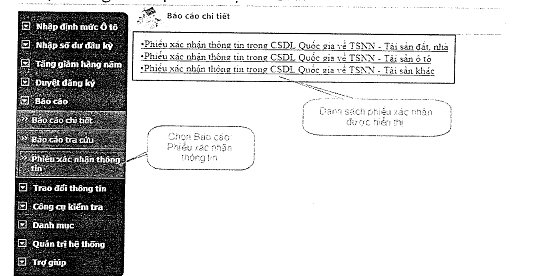 Nhập định mức Ô tô
Nhập số dư đầu kỳ
Tăng giảm hàng năm
Duyệt đăng ký
Báo cáo
Báo cáo chi tiết
Báo cáo tra cứu
Phiếu xác nhận thông
tin
Trao đổi thông tin
Công cụ kiểm tra
Danh mục
Quản trị hệ thống
Trợ giúp
Báo cáo chi tiết
•Phiếu xác nhận thông tin trong CSDL Quốc gia về TSNN - Tài sản đất, nhà
•Phiếu xác nhận thông tin trong CSDL Quốc gia về TSNN - Tài sản ô tô
•Phiếu xác nhận thông tin trong CSDL Quốc gia về TSNN - Tài sản khác
Danh sách phiếu xác nhận
được hiển thị
Chọn Báo cáo
Phiếu xác nhận
thông tin